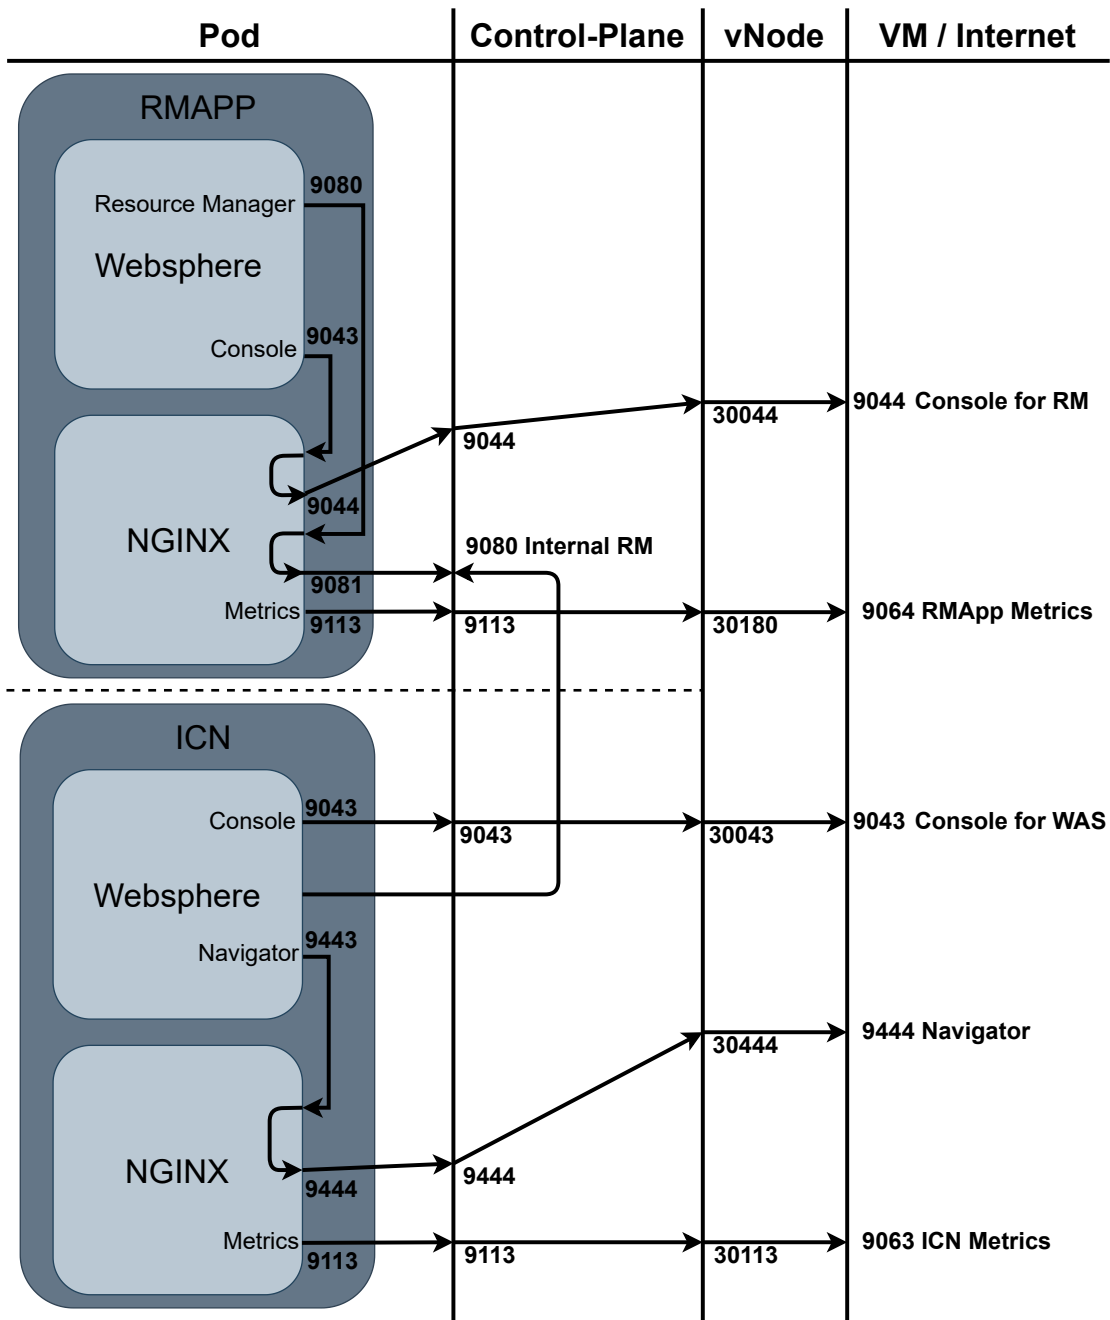 Pod
Control-Plane
vNode
VM / Internet
RMAPP
9080
Resource Manager
Websphere
9043
Console
30044
9044 Console for RM
9044
9044
NGINX
9080 Internal RM
9081
Metrics
9113
9113
30180
9064 RMApp Metrics
ICN
9043
Console
9043
30043
9043 Console for WAS
Websphere
9443
Navigator
30444
9444 Navigator
NGINX
9444
9444
Metrics
9113
9113
30113
9063 ICN Metrics